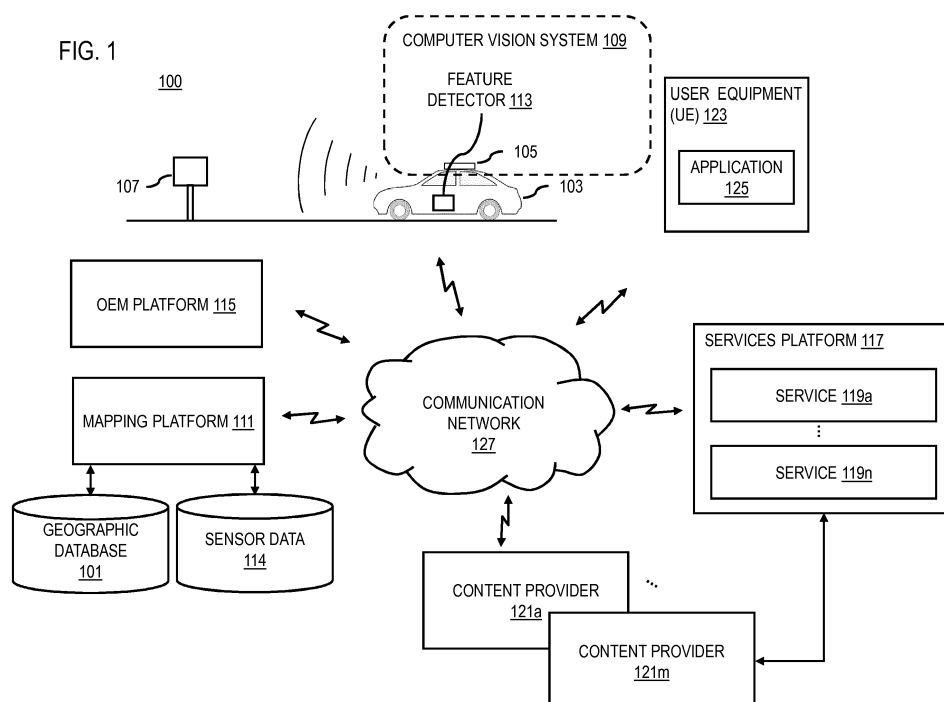 FIG. 1
100
COMPUTER VISION SYSTEM 109
FEATURE
DETECTOR 113
105
103
107
USER EQUIPMENT
(UE) 123
APPLICATION
125
OEM PLATFORM 115
MAPPING PLATFORM 111
GEOGRAPHIC
DATABASE
101
SENSOR DATA
114
COMMUNICATION
NETWORK
127
SERVICES PLATFORM 117
SERVICE 119a
...
SERVICE 119n
CONTENT PROVIDER
121a
...
CONTENT PROVIDER
121m